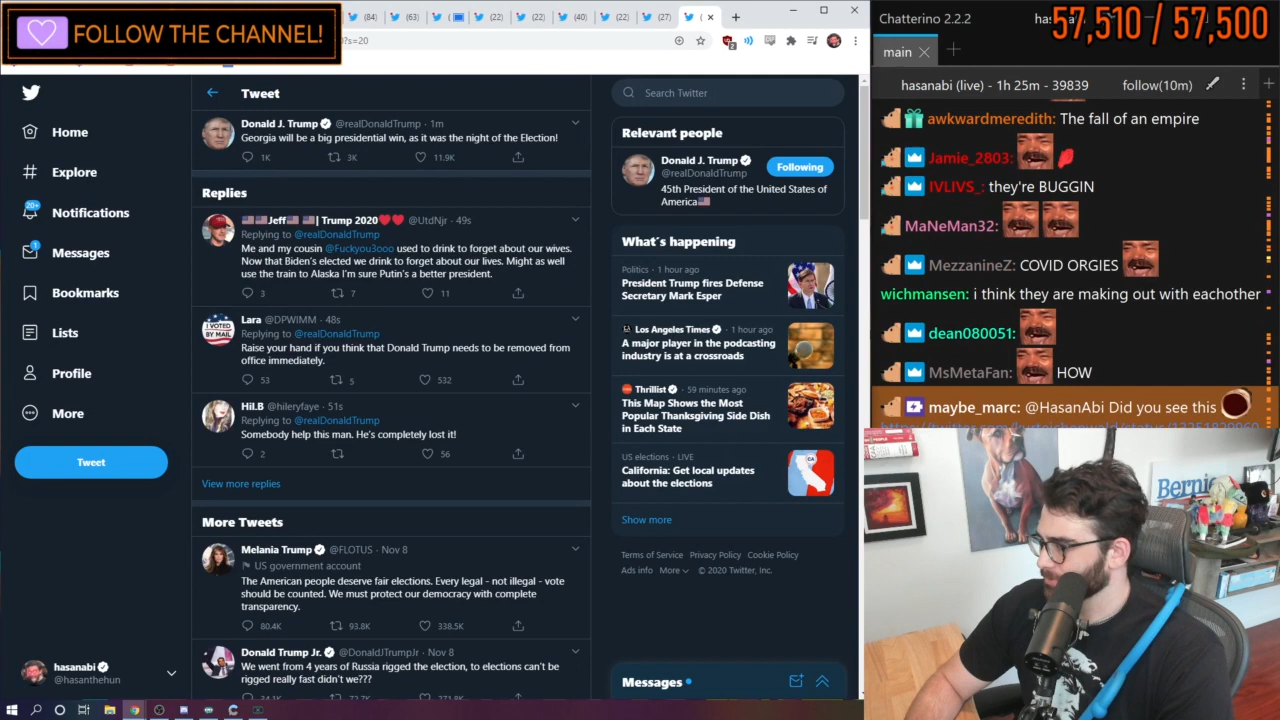 FOLLOW THE CHANNEL!
(84)
(63)
(22)
(22)
(40)
(22)
(27)
?s=20
Home
Explore
20+
Notifications
1
Messages
Bookmarks
Lists
Profile
More
Tweet
hasanabi
@hasanthehun
Tweet
Donald J. Trump @realDonaldTrump · 1m
Georgia will be a big presidential win, as it was the night of the Election!
1K 3K 11.9K
Replies
Jeff | Trump 2020 @UtdNjr · 49s
Replying to @realDonaldTrump
Me and my cousin @Fuckyou3ooo used to drink to forget about our wives.
Now that Biden's elected we drink to forget about our lives. Might as well
use the train to Alaska I'm sure Putin's a better president.
3 7 11
Lara @DPWIMM · 48s
I VOTED BY MAIL
Replying to @realDonaldTrump
Raise your hand if you think that Donald Trump needs to be removed from
office immediately.
53 5 532
Hil.B @hileryfaye · 51s
Replying to @realDonaldTrump
Somebody help this man. He's completely lost it!
2 56
View more replies
More Tweets
Melania Trump @FLOTUS · Nov 8
US government account
The American people deserve fair elections. Every legal - not illegal - vote
should be counted. We must protect our democracy with complete
transparency.
80.4K 93.8K 338.5K
Donald Trump Jr. @DonaldJTrumpJr · Nov 8
We went from 4 years of Russia rigged the election, to elections can't be
rigged really fast didn't we???
Search Twitter
Relevant people
Donald J. Trump
@realDonaldTrump
Following
45th President of the United States of
America
What's happening
Politics · 1 hour ago
President Trump fires Defense
Secretary Mark Esper
Los Angeles Times · 1 hour ago
A major player in the podcasting
industry is at a crossroads
Thrillist · 59 minutes ago
This Map Shows the Most
Popular Thanksgiving Side Dish
in Each State
US elections · LIVE
California: Get local updates
about the elections
CA
Show more
Terms of Service Privacy Policy Cookie Policy
Ads info More © 2020 Twitter, Inc.
Messages
Chatterino 2.2.2
57,510 / 57,500
main
hasanabi (live) - 1h 25m - 39839
follow(10m)
awkwardmeredith: The fall of an empire
Jamie_2803:
IVLIVS_: they're BUGGIN
MaNeMan32:
MezzanineZ: COVID ORGIES
wichmansen: i think they are making out with eachother
dean080051:
MsMetaFan: HOW
maybe_marc: @HasanAbi Did you see this
Bernie